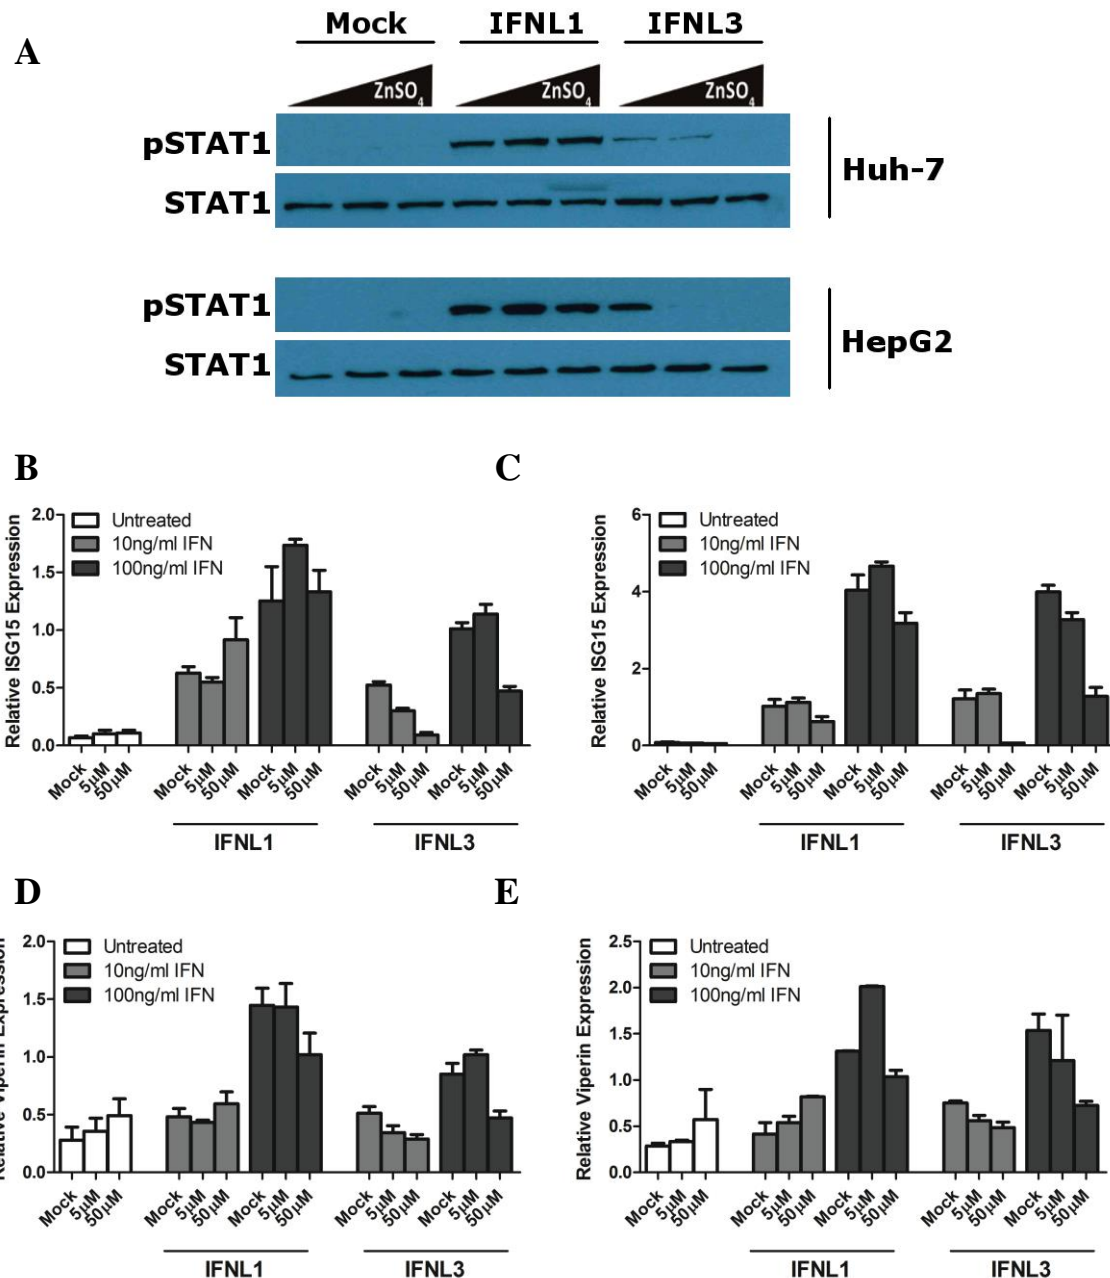 A
Mock IFNL1 IFNL3
ZnSO4 ZnSO4 ZnSO4
pSTAT1
STAT1
Huh-7
pSTAT1
STAT1
HepG2
B
Relative ISG15 Expression
2.0
1.5
1.0
0.5
0.0
Untreated
10ng/ml IFN
100ng/ml IFN
Mock 5µM 50µM Mock 5µM 50µM Mock 5µM 50µM Mock 5µM 50µM Mock 5µM 50µM
IFNL1 IFNL3
C
Relative ISG15 Expression
6
4
2
0
Untreated
10ng/ml IFN
100ng/ml IFN
Mock 5µM 50µM Mock 5µM 50µM Mock 5µM 50µM Mock 5µM 50µM Mock 5µM 50µM
IFNL1 IFNL3
D
Relative Viperin Expression
2.0
1.5
1.0
0.5
0.0
Untreated
10ng/ml IFN
100ng/ml IFN
Mock 5µM 50µM Mock 5µM 50µM Mock 5µM 50µM Mock 5µM 50µM Mock 5µM 50µM
IFNL1 IFNL3
E
Relative Viperin Expression
2.5
2.0
1.5
1.0
0.5
0.0
Untreated
10ng/ml IFN
100ng/ml IFN
Mock 5µM 50µM Mock 5µM 50µM Mock 5µM 50µM Mock 5µM 50µM Mock 5µM 50µM
IFNL1 IFNL3